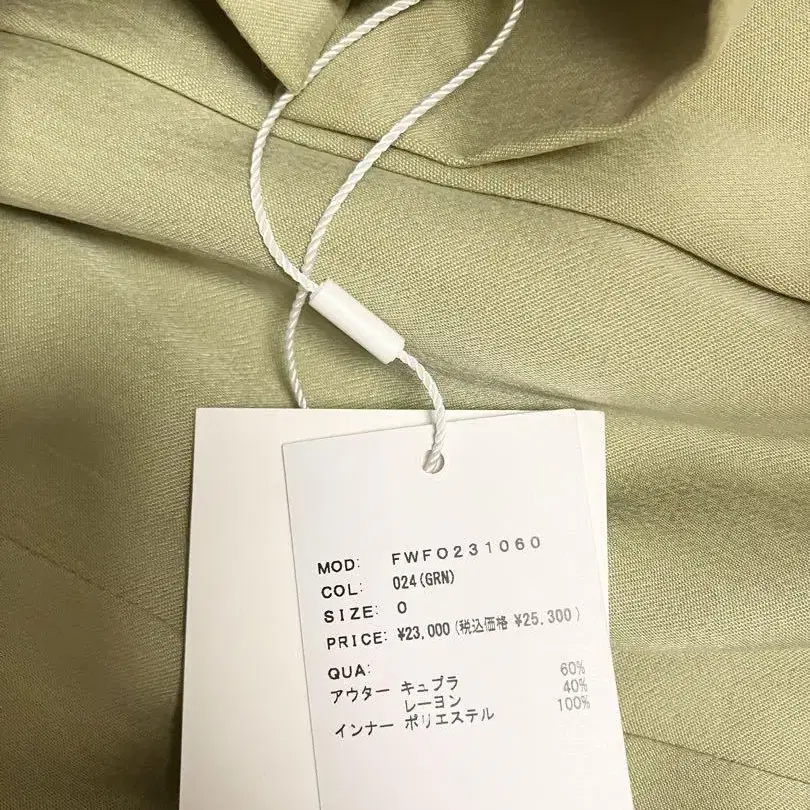 MOD: FWFO231060
COL: 024(GRN)
SIZE: 0
PRICE: ¥23,000(税込価格 ¥25,300)
QUA:
アウター キュプラ 60%
レーヨン 40%
インナー ポリエステル 100%